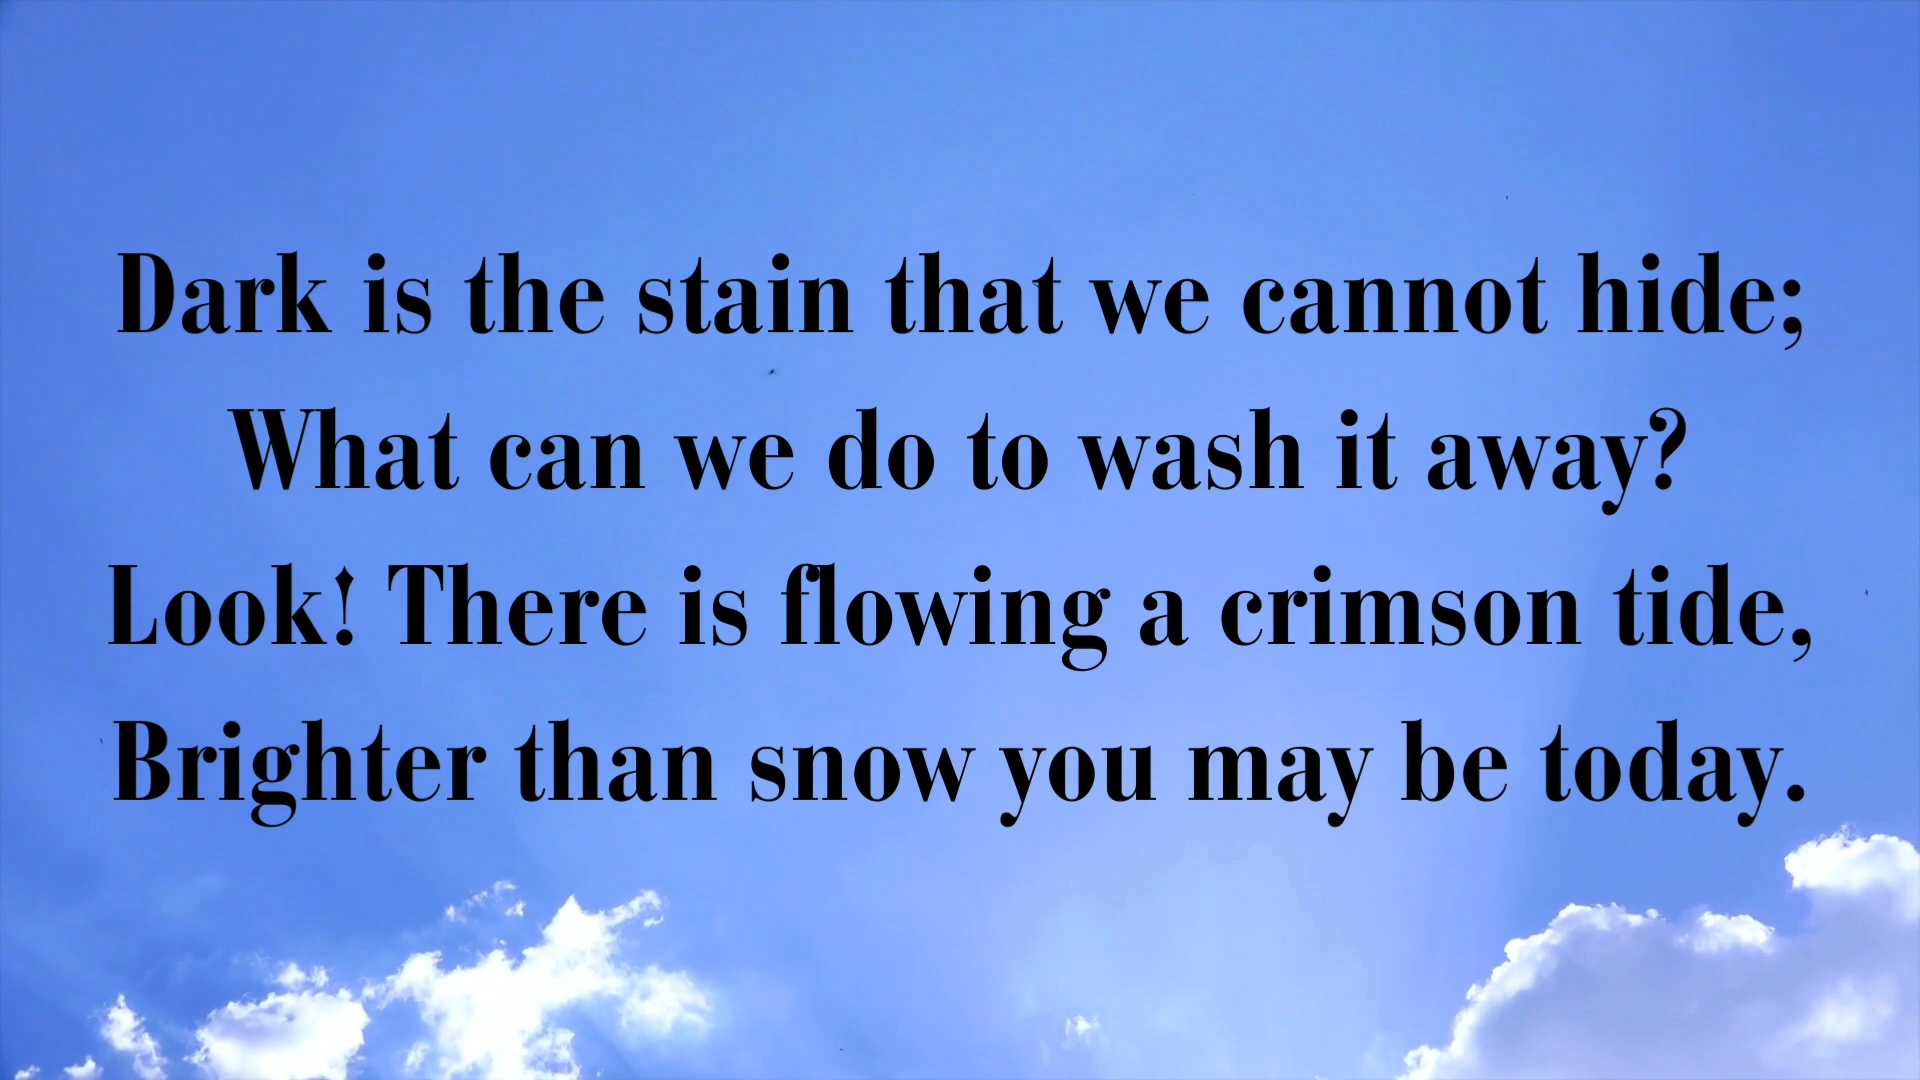 Dark is the stain that we cannot hide;
What can we do to wash it away?
Look! There is flowing a crimson tide,
Brighter than snow you may be today.